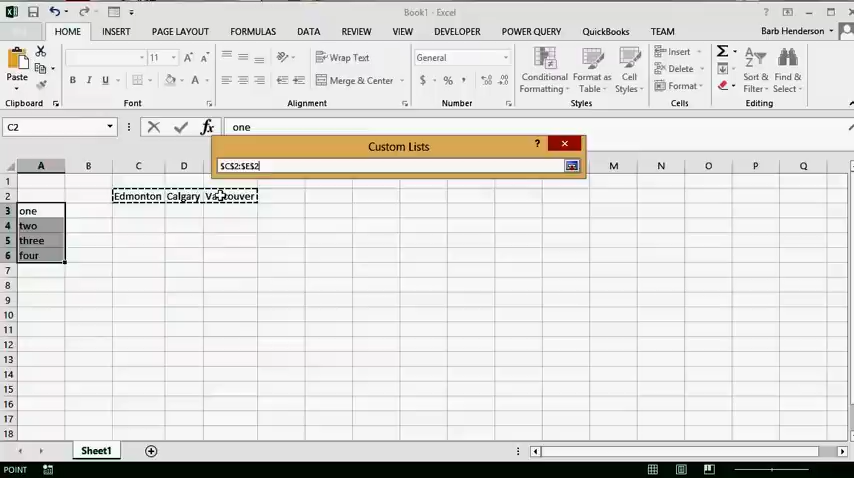 Book1 - Excel
HOME INSERT PAGE LAYOUT FORMULAS DATA REVIEW VIEW DEVELOPER POWER QUERY QuickBooks TEAM Barb Henderson
Paste
B I U
11
Wrap Text
Merge & Center
General
$ % ,
Conditional Formatting
Format as Table
Cell Styles
Insert
Delete
Format
Sort & Filter
Find & Select
Clipboard Font Alignment Number Styles Cells Editing
C2 fx one
Custom Lists
? ×
$C$2:$E$2
A B C D E M N O P Q
1
2 Edmonton Calgary Vancouver
3 one
4 two
5 three
6 four
7
8
9
10
11
12
13
14
15
16
17
18
Sheet1
POINT